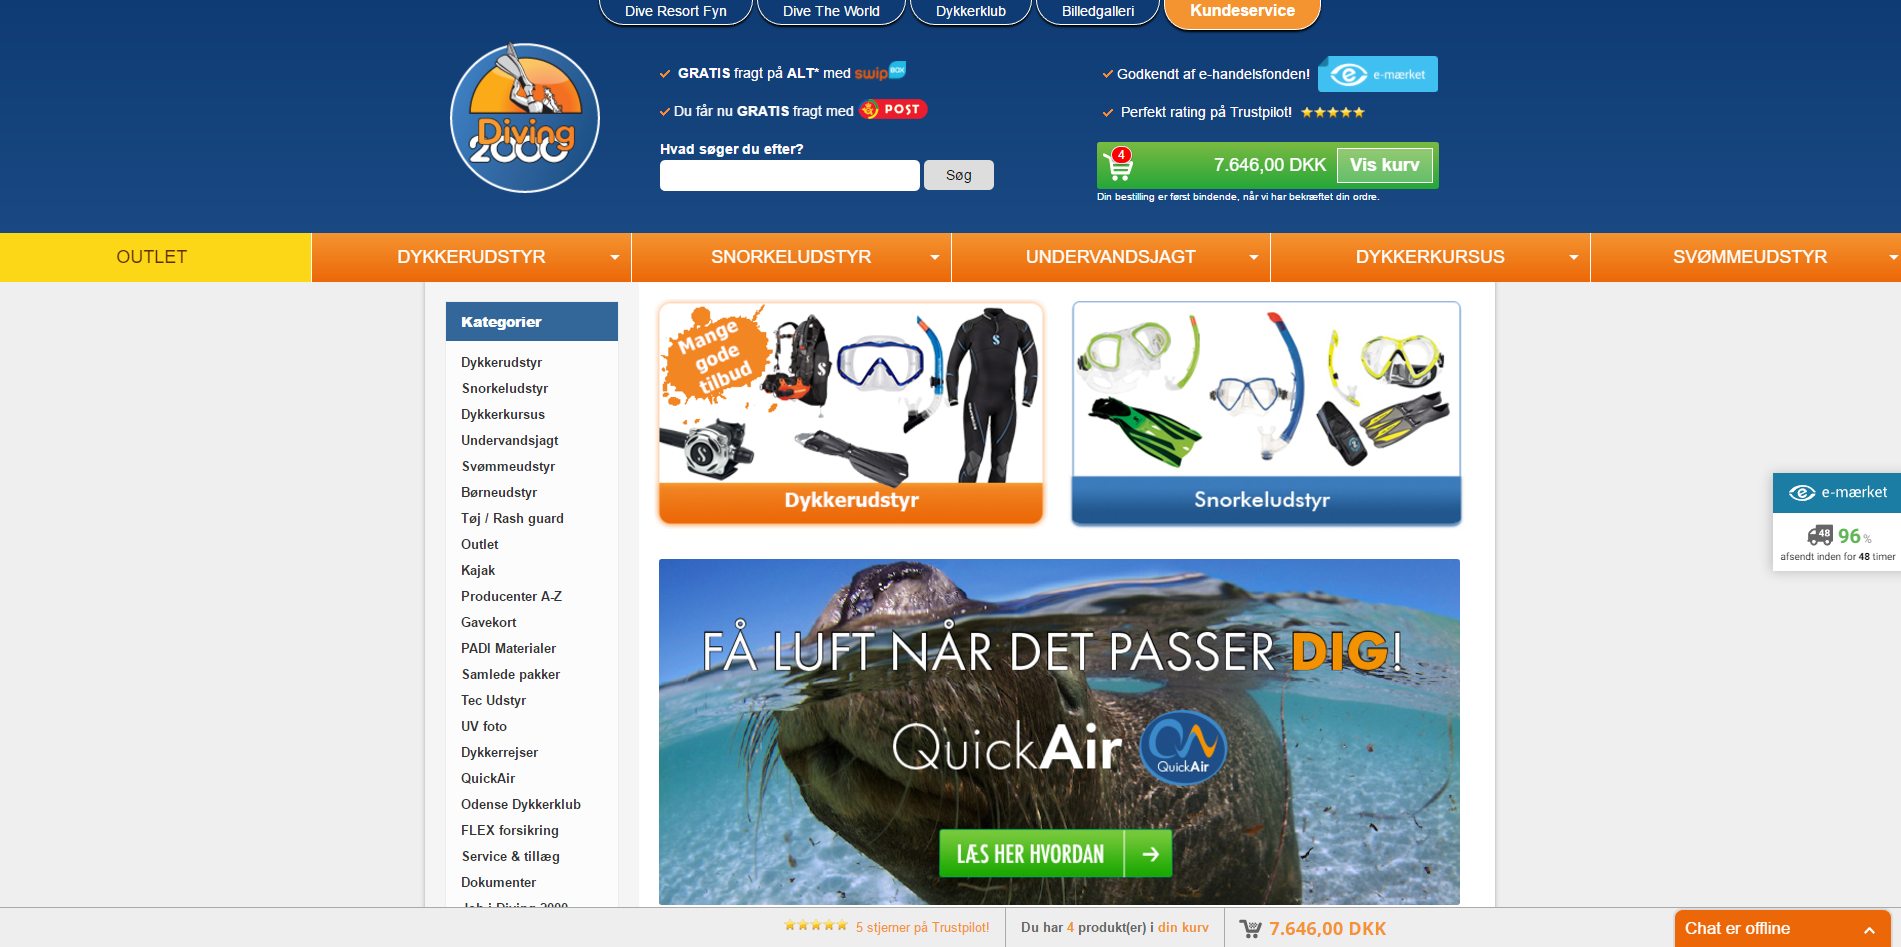 Dive Resort Fyn
Dive The World
Dykkerklub
Billedgalleri
Kundeservice
Diving
2000
GRATIS fragt på ALT* med swip BOX
Du får nu GRATIS fragt med POST
Godkendt af e-handelsfonden! e-mærket
Perfekt rating på Trustpilot!
Hvad søger du efter?
Søg
4
7.646,00 DKK
Vis kurv
Din bestilling er først bindende, når vi har bekræftet din ordre.
OUTLET
DYKKERUDSTYR
SNORKELUDSTYR
UNDERVANDSJAGT
DYKKERKURSUS
SVØMMEUDSTYR
Kategorier
Dykkerudstyr
Snorkeludstyr
Dykkerkursus
Undervandsjagt
Svømmeudstyr
Børneudstyr
Tøj / Rash guard
Outlet
Kajak
Producenter A-Z
Gavekort
PADI Materialer
Samlede pakker
Tec Udstyr
UV foto
Dykkerrejser
QuickAir
Odense Dykkerklub
FLEX forsikring
Service & tillæg
Dokumenter
Job i Diving 2000
Mange
gode
tilbud
Dykkerudstyr
Snorkeludstyr
FÅ LUFT NÅR DET PASSER DIG!
QuickAir
QuickAir
LÆS HER HVORDAN
e-mærket
48 96 %
afsendt inden for 48 timer
5 stjerner på Trustpilot!
Du har 4 produkt(er) i din kurv
7.646,00 DKK
Chat er offline